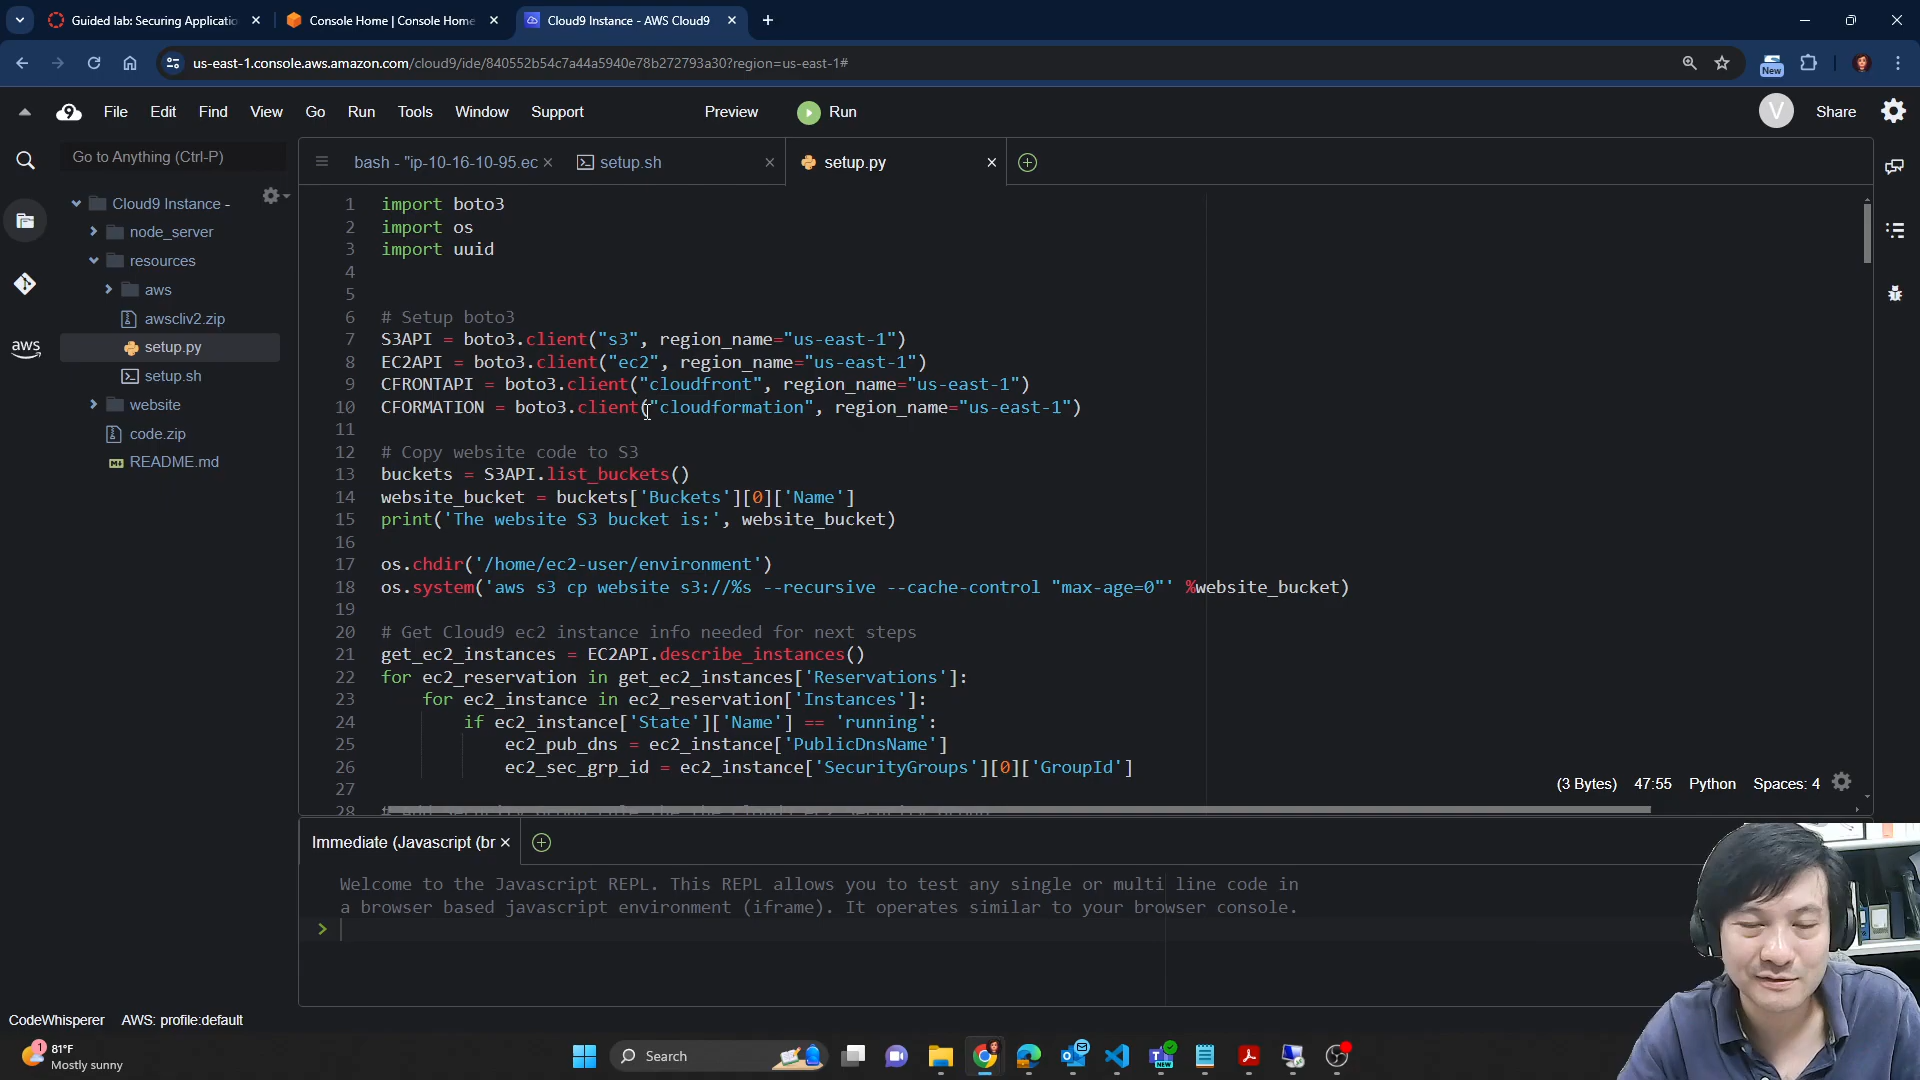 Guided lab: Securing Applicatio
Console Home | Console Home
Cloud9 Instance - AWS Cloud9
us-east-1.console.aws.amazon.com/cloud9/ide/840552b54c7a44a5940e78b272793a30?region=us-east-1#
New
File Edit Find View Go Run Tools Window Support Preview Run V Share
Go to Anything (Ctrl-P)
bash - "ip-10-16-10-95.ec
setup.sh
setup.py
Cloud9 Instance -
node_server
resources
aws
awscliv2.zip
setup.py
setup.sh
website
code.zip
README.md
aws
1 import boto3
2 import os
3 import uuid
4
5
6 # Setup boto3
7 S3API = boto3.client("s3", region_name="us-east-1")
8 EC2API = boto3.client("ec2", region_name="us-east-1")
9 CFRONTAPI = boto3.client("cloudfront", region_name="us-east-1")
10 CFORMATION = boto3.client("cloudformation", region_name="us-east-1")
11
12 # Copy website code to S3
13 buckets = S3API.list_buckets()
14 website_bucket = buckets['Buckets'][0]['Name']
15 print('The website S3 bucket is:', website_bucket)
16
17 os.chdir('/home/ec2-user/environment')
18 os.system('aws s3 cp website s3://%s --recursive --cache-control "max-age=0"' %website_bucket)
19
20 # Get Cloud9 ec2 instance info needed for next steps
21 get_ec2_instances = EC2API.describe_instances()
22 for ec2_reservation in get_ec2_instances['Reservations']:
23 for ec2_instance in ec2_reservation['Instances']:
24 if ec2_instance['State']['Name'] == 'running':
25 ec2_pub_dns = ec2_instance['PublicDnsName']
26 ec2_sec_grp_id = ec2_instance['SecurityGroups'][0]['GroupId']
27
28
(3 Bytes) 47:55 Python Spaces: 4
Immediate (Javascript (br
Welcome to the Javascript REPL. This REPL allows you to test any single or multi line code in
a browser based javascript environment (iframe). It operates similar to your browser console.
>
CodeWhisperer AWS: profile:default
1
81°F
Mostly sunny
Search
NEW